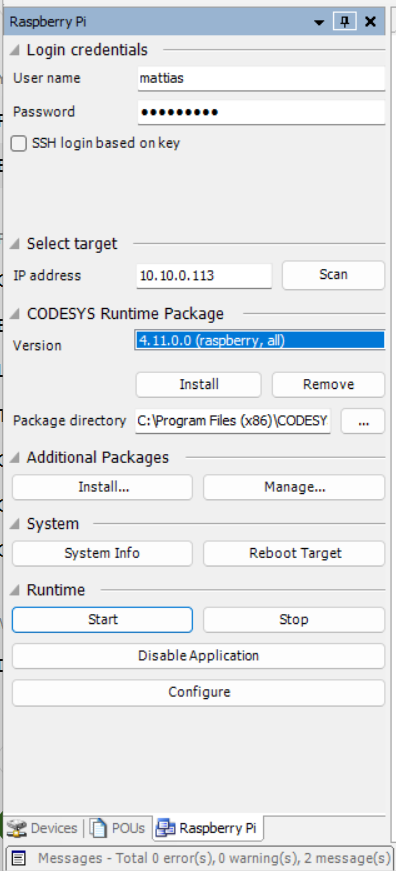 Raspberry Pi
Login credentials
User name mattias
Password •••••••••
SSH login based on key
Select target
IP address 10.10.0.113 Scan
CODESYS Runtime Package
Version 4.11.0.0 (raspberry, all)
Install Remove
Package directory C:\Program Files (x86)\CODESY ...
Additional Packages
Install... Manage...
System
System Info Reboot Target
Runtime
Start Stop
Disable Application
Configure
Devices POUs Raspberry Pi
Messages - Total 0 error(s), 0 warning(s), 2 message(s)